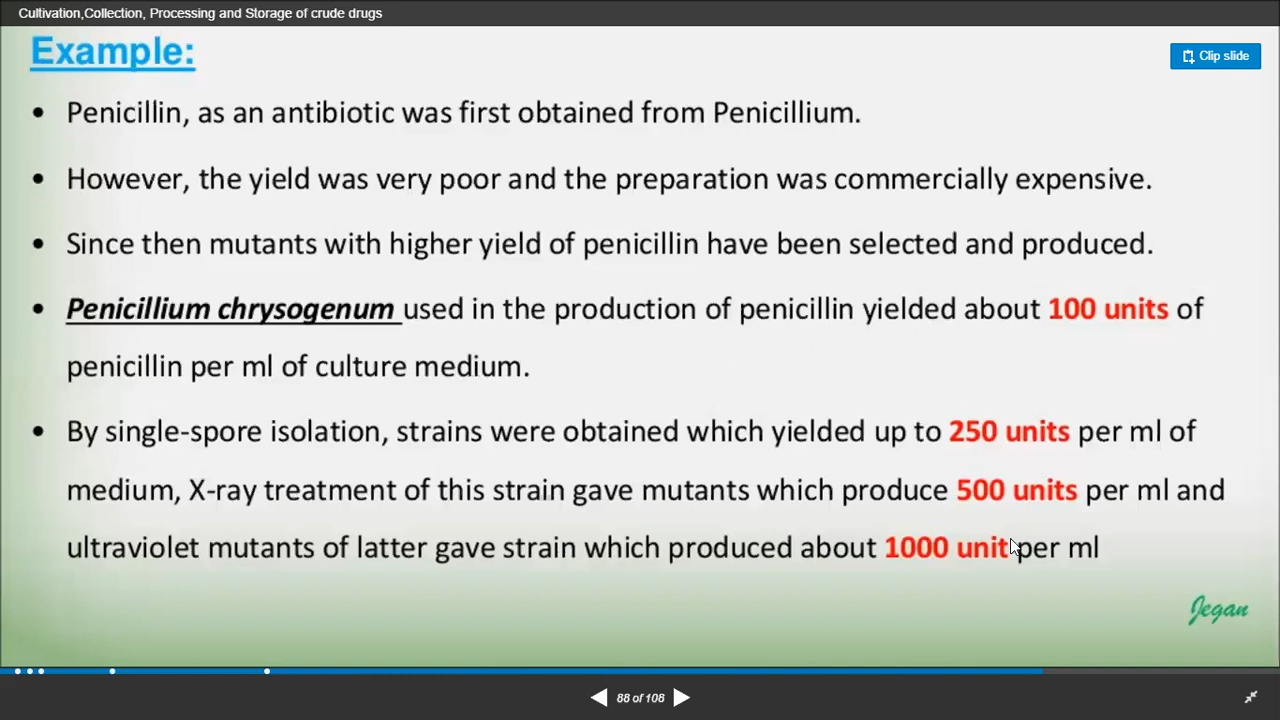 Cultivation,Collection, Processing and Storage of crude drugs
Example:
Clip slide
• Penicillin, as an antibiotic was first obtained from Penicillium.
• However, the yield was very poor and the preparation was commercially expensive.
• Since then mutants with higher yield of penicillin have been selected and produced.
• Penicillium chrysogenum used in the production of penicillin yielded about 100 units of
penicillin per ml of culture medium.
• By single-spore isolation, strains were obtained which yielded up to 250 units per ml of
medium, X-ray treatment of this strain gave mutants which produce 500 units per ml and
ultraviolet mutants of latter gave strain which produced about 1000 unit per ml
Jegan
88 of 108